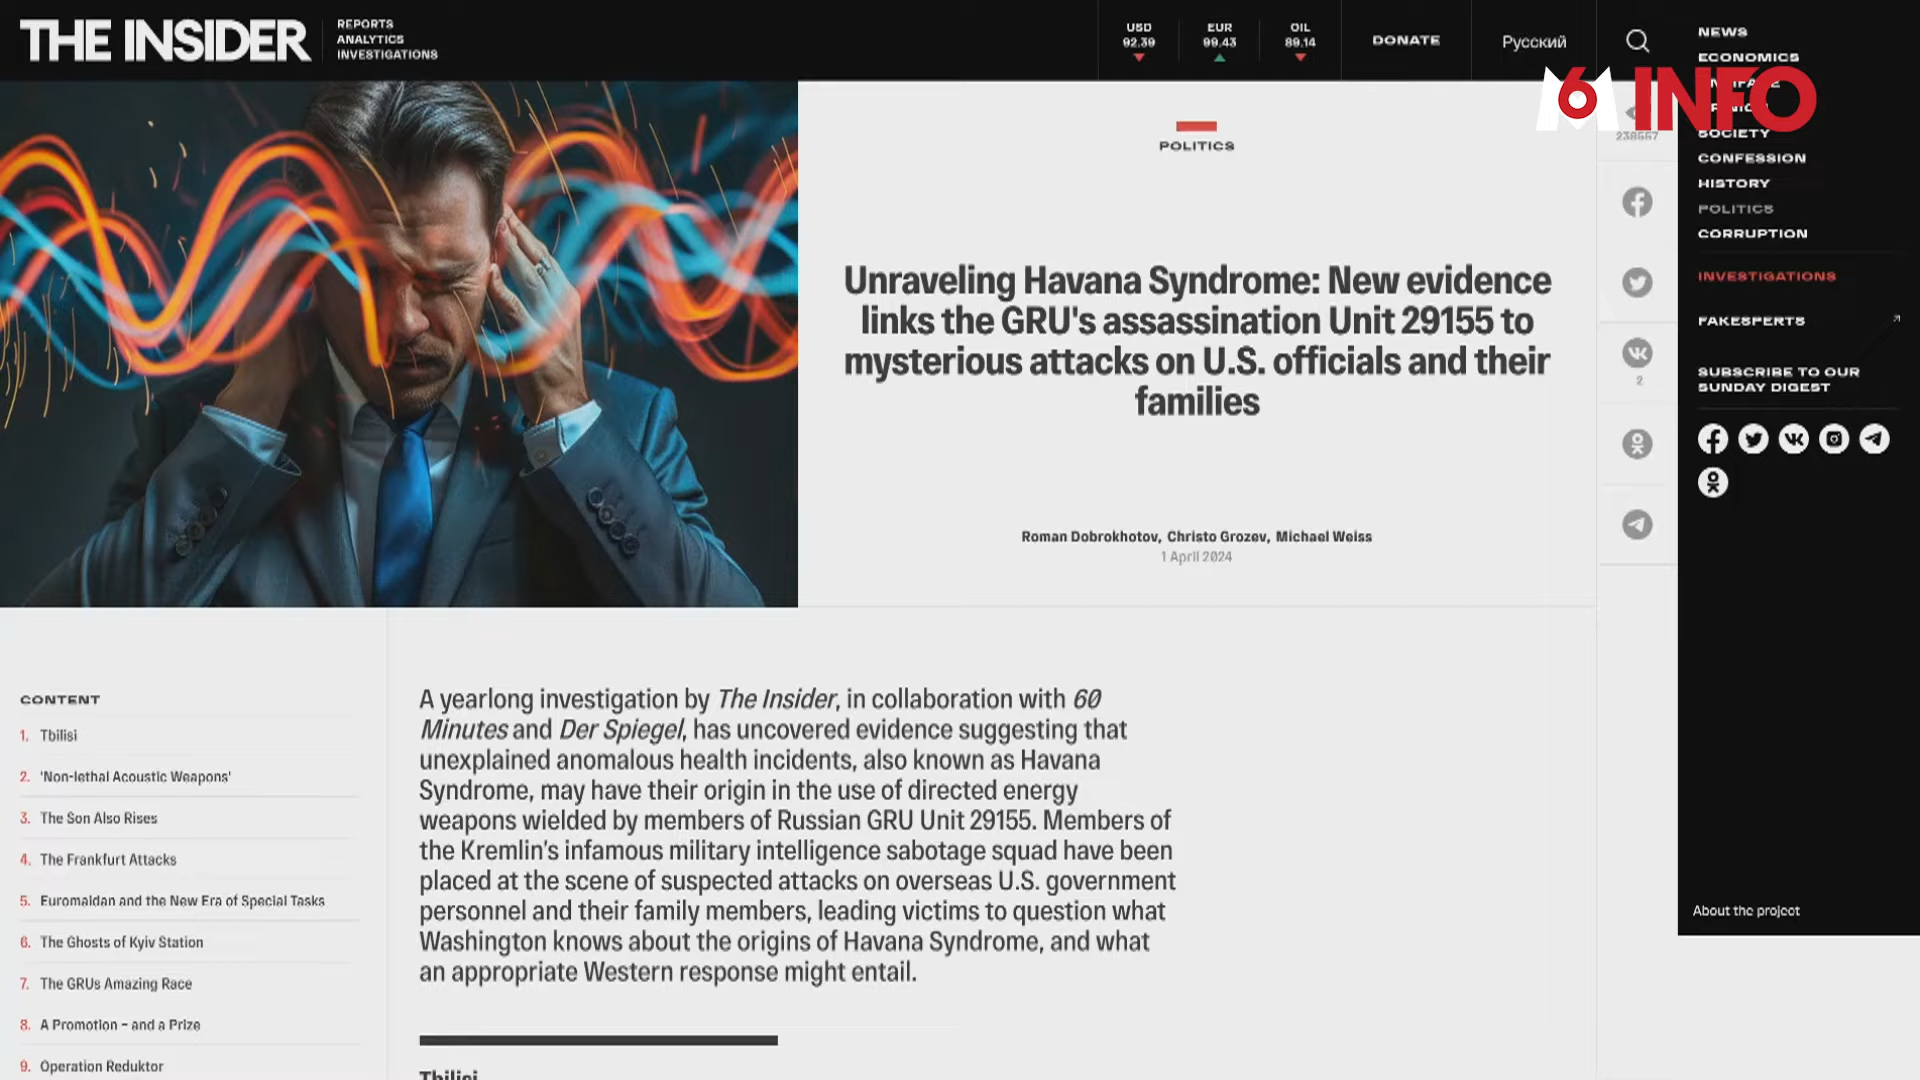 THE INSIDER
REPORTS
ANALYTICS
INVESTIGATIONS
USD
92.39
EUR
99.43
OIL
89.14
DONATE
Русский
NEWS
ECONOMICS
SOCIETY
CONFESSION
HISTORY
POLITICS
CORRUPTION
INVESTIGATIONS
FAKESPERTS
SUBSCRIBE TO OUR
SUNDAY DIGEST
About the project
M6 INFO
238557
2
POLITICS
Unraveling Havana Syndrome: New evidence
links the GRU's assassination Unit 29155 to
mysterious attacks on U.S. officials and their
families
Roman Dobrokhotov, Christo Grozev, Michael Weiss
1 April 2024
CONTENT
1. Tbilisi
2. 'Non-lethal Acoustic Weapons'
3. The Son Also Rises
4. The Frankfurt Attacks
5. Euromaidan and the New Era of Special Tasks
6. The Ghosts of Kyiv Station
7. The GRUs Amazing Race
8. A Promotion – and a Prize
9. Operation Reduktor
A yearlong investigation by The Insider, in collaboration with 60
Minutes and Der Spiegel, has uncovered evidence suggesting that
unexplained anomalous health incidents, also known as Havana
Syndrome, may have their origin in the use of directed energy
weapons wielded by members of Russian GRU Unit 29155. Members of
the Kremlin's infamous military intelligence sabotage squad have been
placed at the scene of suspected attacks on overseas U.S. government
personnel and their family members, leading victims to question what
Washington knows about the origins of Havana Syndrome, and what
an appropriate Western response might entail.
Tbilisi